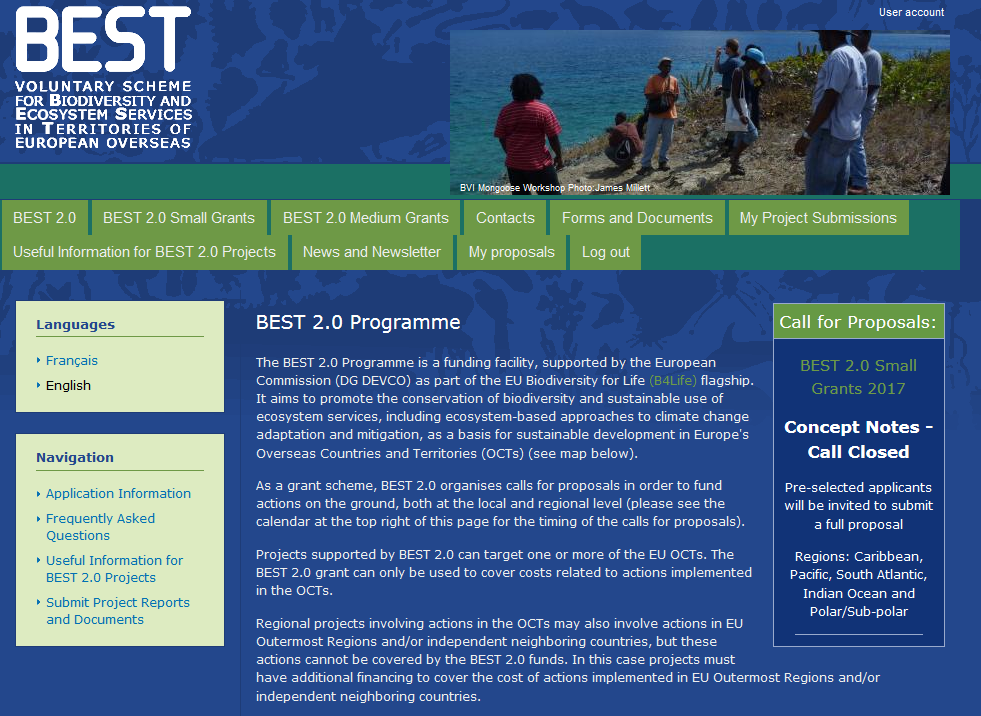 BEST
VOLUNTARY SCHEME
FOR BIODIVERSITY AND
ECOSYSTEM SERVICES
IN TERRITORIES OF
EUROPEAN OVERSEAS
User account
BVI Mongoose Workshop Photo:James Millett
BEST 2.0
BEST 2.0 Small Grants
BEST 2.0 Medium Grants
Contacts
Forms and Documents
My Project Submissions
Useful Information for BEST 2.0 Projects
News and Newsletter
My proposals
Log out
Languages
Français
English
Navigation
Application Information
Frequently Asked
Questions
Useful Information for
BEST 2.0 Projects
Submit Project Reports
and Documents
BEST 2.0 Programme
The BEST 2.0 Programme is a funding facility, supported by the European
Commission (DG DEVCO) as part of the EU Biodiversity for Life (B4Life) flagship.
It aims to promote the conservation of biodiversity and sustainable use of
ecosystem services, including ecosystem-based approaches to climate change
adaptation and mitigation, as a basis for sustainable development in Europe's
Overseas Countries and Territories (OCTs) (see map below).
As a grant scheme, BEST 2.0 organises calls for proposals in order to fund
actions on the ground, both at the local and regional level (please see the
calendar at the top right of this page for the timing of the calls for proposals).
Projects supported by BEST 2.0 can target one or more of the EU OCTs. The
BEST 2.0 grant can only be used to cover costs related to actions implemented
in the OCTs.
Regional projects involving actions in the OCTs may also involve actions in EU
Outermost Regions and/or independent neighboring countries, but these
actions cannot be covered by the BEST 2.0 funds. In this case projects must
have additional financing to cover the cost of actions implemented in EU Outermost Regions and/or
independent neighboring countries.
Call for Proposals:
BEST 2.0 Small
Grants 2017
Concept Notes -
Call Closed
Pre-selected applicants
will be invited to submit
a full proposal
Regions: Caribbean,
Pacific, South Atlantic,
Indian Ocean and
Polar/Sub-polar